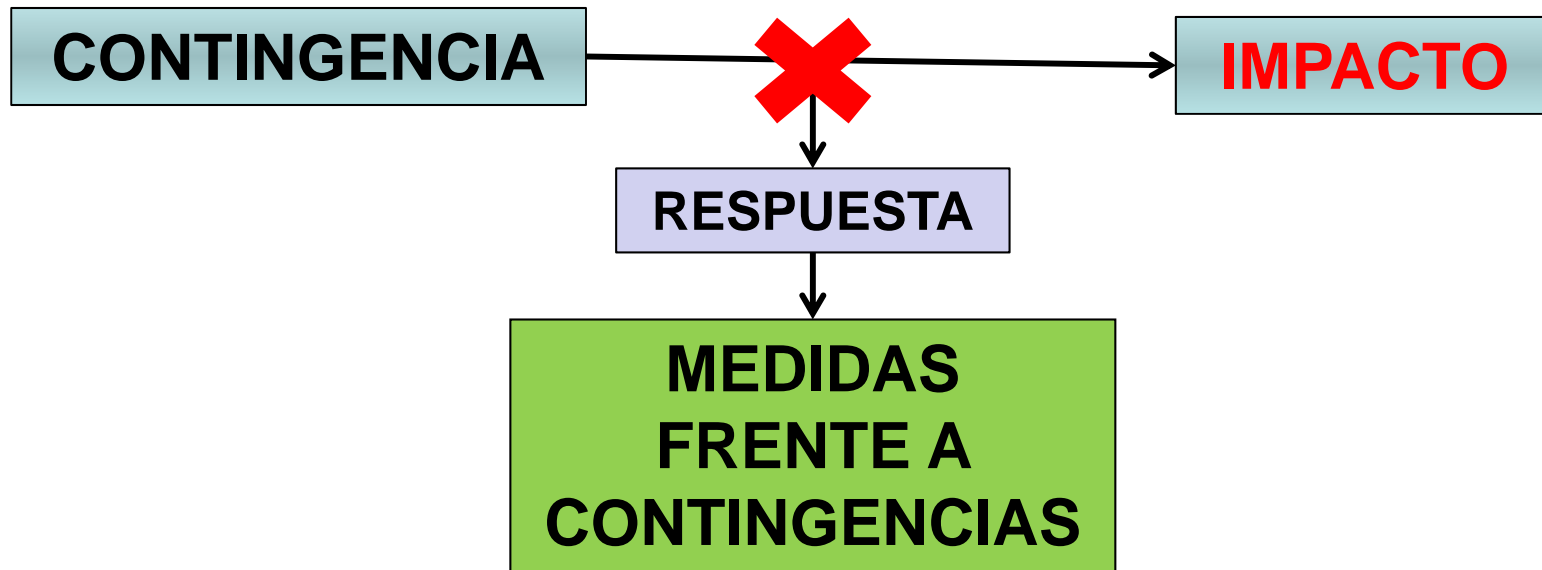 CONTINGENCIA
IMPACTO
RESPUESTA
MEDIDAS
FRENTE A
CONTINGENCIAS